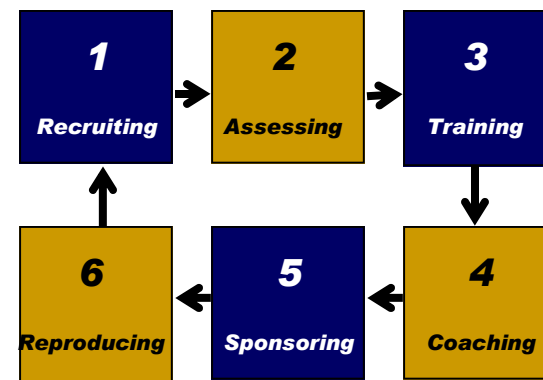 1
Recruiting
2
Assessing
3
Training
4
Coaching
5
Sponsoring
6
Reproducing